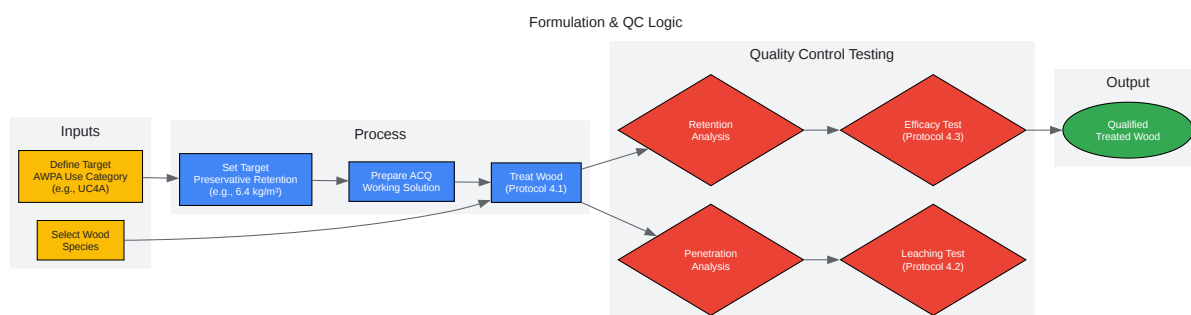 Formulation & QC Logic
Inputs
Define Target
AWPA Use Category
(e.g., UC4A)
Select Wood
Species
Process
Set Target
Preservative Retention
(e.g., 6.4 kg/m³)
Prepare ACQ
Working Solution
Treat Wood
(Protocol 4.1)
Quality Control Testing
Retention
Analysis
Efficacy Test
(Protocol 4.3)
Penetration
Analysis
Leaching Test
(Protocol 4.2)
Output
Qualified
Treated Wood